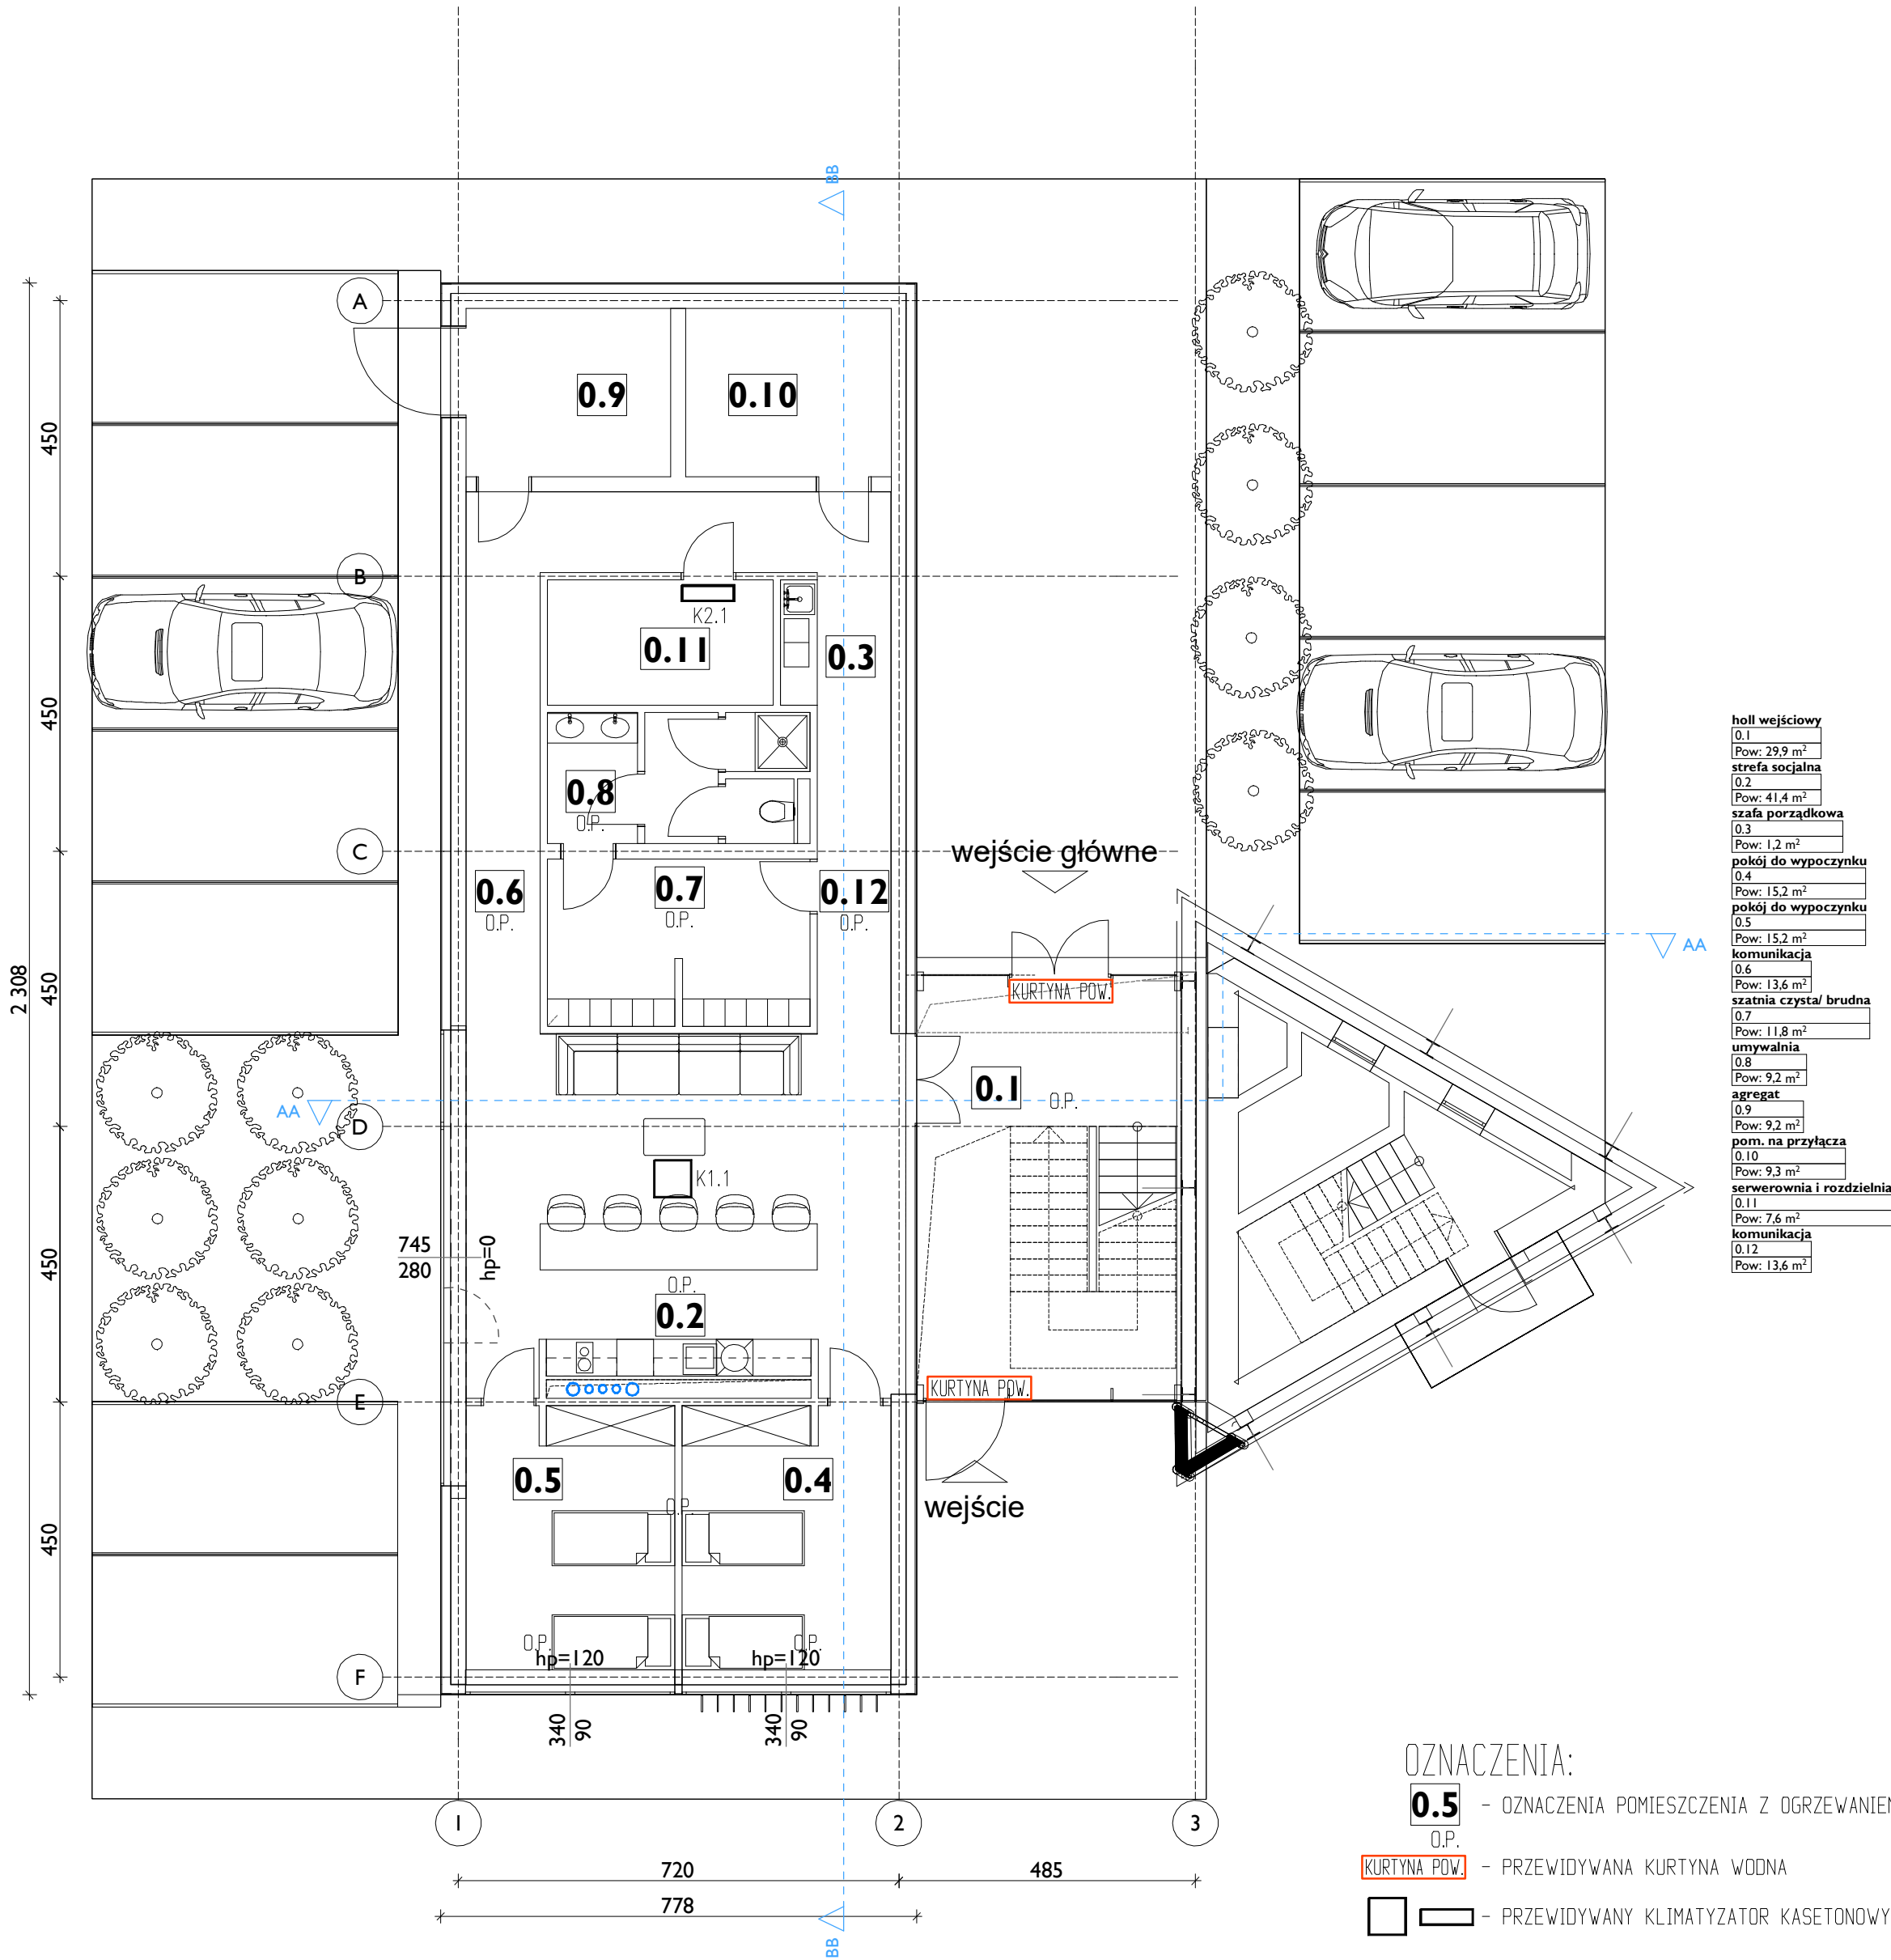 BB
A
450
0.9
0.10
B
K2.1
0.11
0.3
450
holl wejściowy
0.1
Pow: 29,9 m²
strefa socjalna
0.2
Pow: 41,4 m²
szafa porządkowa
0.3
Pow: 1,2 m²
pokój do wypoczynku
0.4
Pow: 15,2 m²
pokój do wypoczynku
0.5
Pow: 15,2 m²
komunikacja
0.6
Pow: 13,6 m²
szatnia czysta/ brudna
0.7
Pow: 11,8 m²
umywalnia
0.8
Pow: 9,2 m²
agregat
0.9
Pow: 9,2 m²
pom. na przyłącza
0.10
Pow: 9,3 m²
serwerownia i rozdzielnia
0.11
Pow: 7,6 m²
komunikacja
0.12
Pow: 13,6 m²
0.8
O.P.
C
wejście główne
0.6
O.P.
0.7
O.P.
0.12
O.P.
AA
2 308
450
KURTYNA POW.
0.1
O.P.
AA
D
K1.1
450
745
280
hp=0
O.P.
0.2
E
KURTYNA POW.
0.5
0.4
O.P.
wejście
450
O.P.
hp=120
O.P.
hp=120
F
340
90
340
90
OZNACZENIA:
0.5 - OZNACZENIA POMIESZCZENIA Z OGRZEWANIEM
O.P.
KURTYNA POW. - PRZEWIDYWANA KURTYNA WODNA
- PRZEWIDYWANY KLIMATYZATOR KASETONOWY
1
2
3
720
485
778
BB